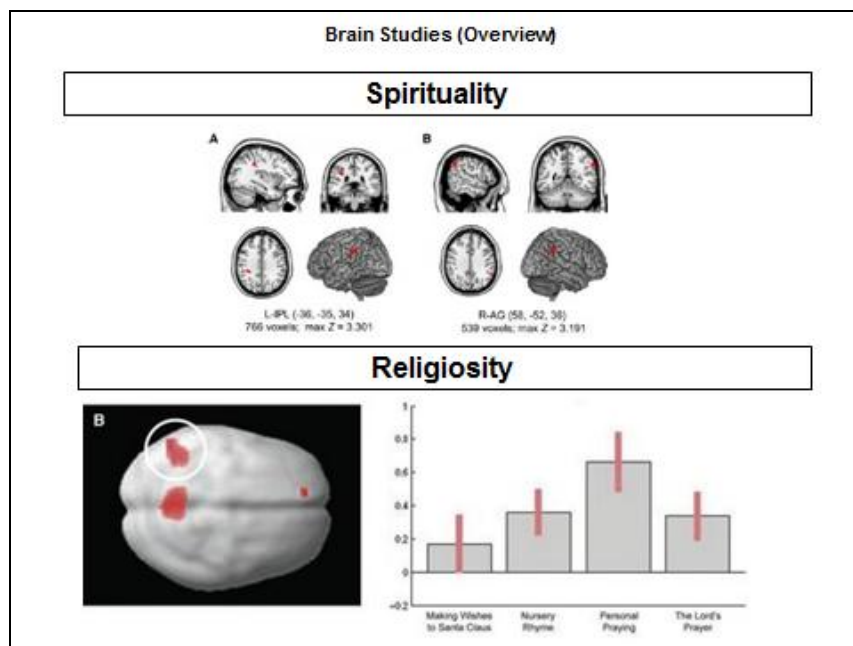 Brain Studies (Overview)
Spirituality
A
B
L-IPL (-36, -35, 34)
766 voxels; max Z = 3.301
R-AG (58, -52, 36)
539 voxels; max Z = 3.191
Religiosity
B
1
0.8
0.6
0.4
0.2
0
-0.2
Making Wishes
to Santa Claus
Nursery
Rhyme
Personal
Praying
The Lord's
Prayer